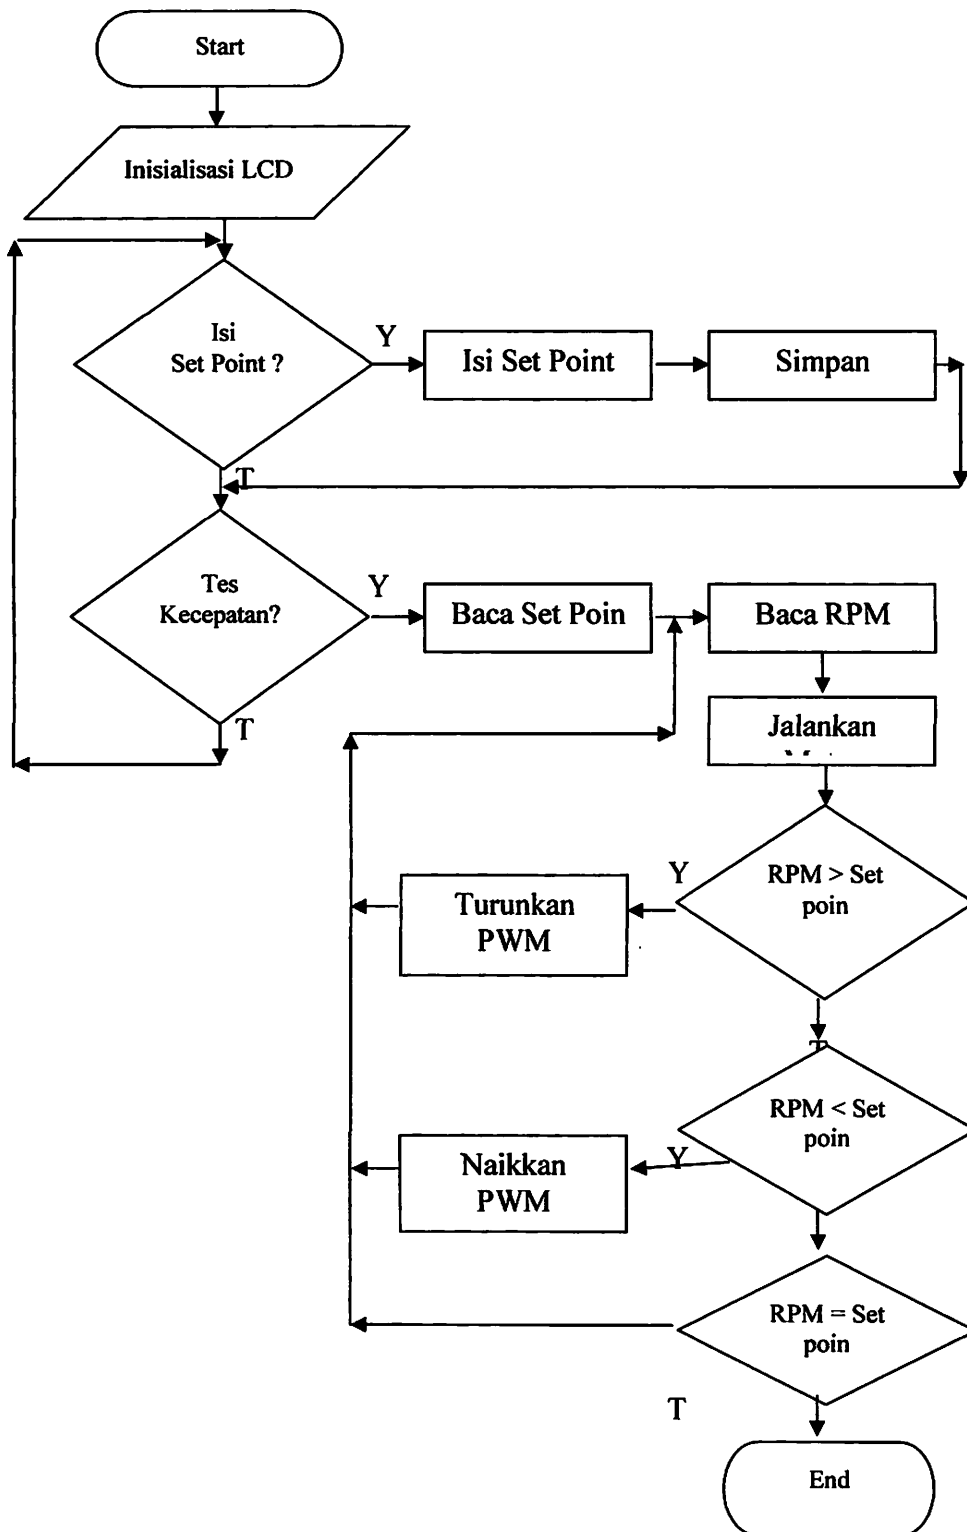 Start
Inisialisasi LCD
Isi
Set Point ?
Y
Isi Set Point
Simpan
T
Tes
Kecepatan?
Y
Baca Set Poin
Baca RPM
T
Jalankan
RPM > Set
poin
Y
Turunkan
PWM
T
RPM < Set
poin
Y
Naikkan
PWM
RPM = Set
poin
T
End